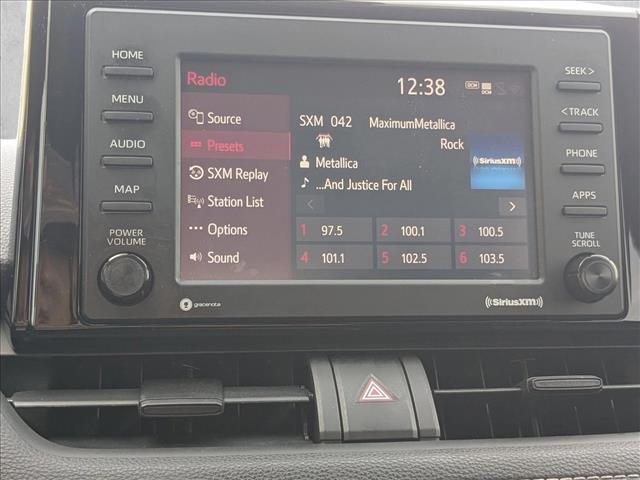 HOME
MENU
AUDIO
MAP
POWER
VOLUME
Radio
12:38
DCM
DCM
Source
Presets
SXM Replay
Station List
Options
Sound
SXM 042 MaximumMetallica
Rock
Metallica
...And Justice For All
SiriusXM
1 97.5 2 100.1 3 100.5
4 101.1 5 102.5 6 103.5
SEEK >
< TRACK
PHONE
APPS
TUNE
SCROLL
gracenote
SiriusXM